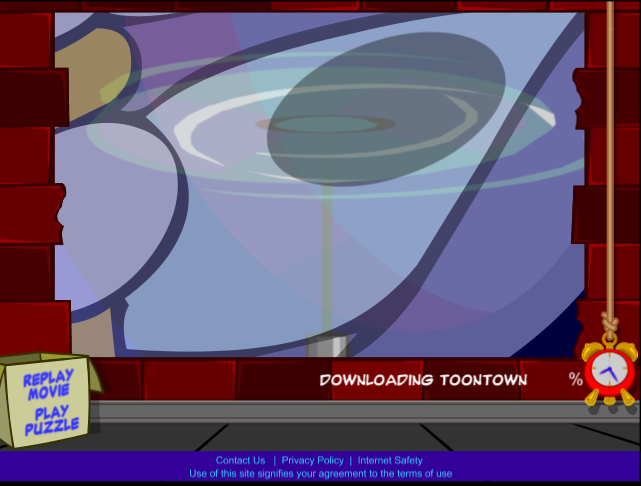 DOWNLOADING TOONTOWN %
REPLAY
MOVIE
PLAY
PUZZLE
Contact Us | Privacy Policy | Internet Safety
Use of this site signifies your agreement to the terms of use